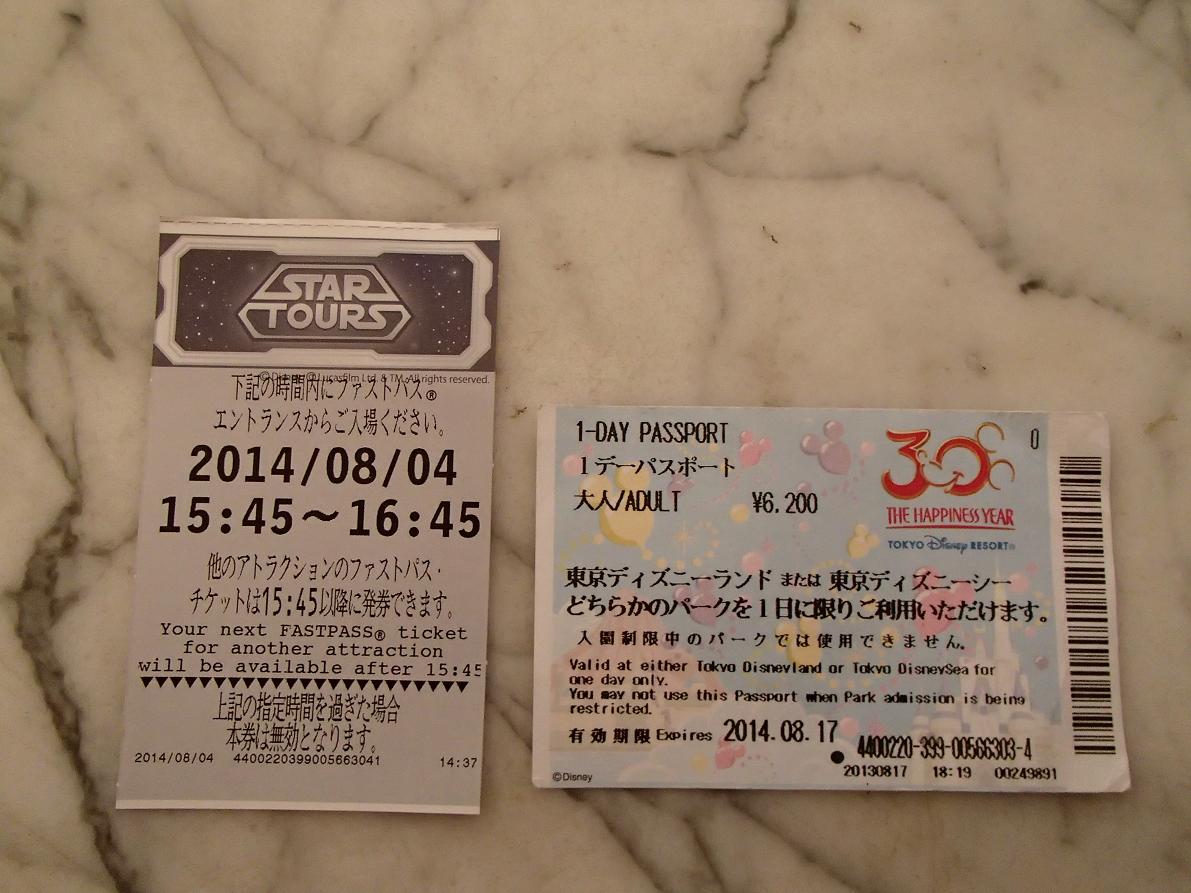 STAR
TOURS
©Disney ©Lucasfilm Ltd. & TM All rights reserved.
下記の時間内にファストパス®
エントランスからご入場ください。
2014/08/04
15:45～16:45
他のアトラクションのファストパス・
チケットは15:45以降に発券できます。
Your next FASTPASS® ticket
for another attraction
will be available after 15:45
▼▼▼▼▼▼▼▼▼▼▼▼▼▼▼▼▼▼▼▼▼▼▼▼
上記の指定時間を過ぎた場合
本券は無効となります。
2014/08/04 4400220399005663041 14:37
1-DAY PASSPORT
1デーパスポート
大人/ADULT ¥6,200
30
0
THE HAPPINESS YEAR
TOKYO Disney RESORT®
東京ディズニーランド または 東京ディズニーシー
どちらかのパークを1日に限りご利用いただけます。
入園制限中のパークでは使用できません。
Valid at either Tokyo Disneyland or Tokyo DisneySea for
one day only.
You may not use this Passport when Park admission is being
restricted.
有効期限 Expires 2014.08.17
4400220-399-00566303-4
20130817 18:19 00249891
©Disney